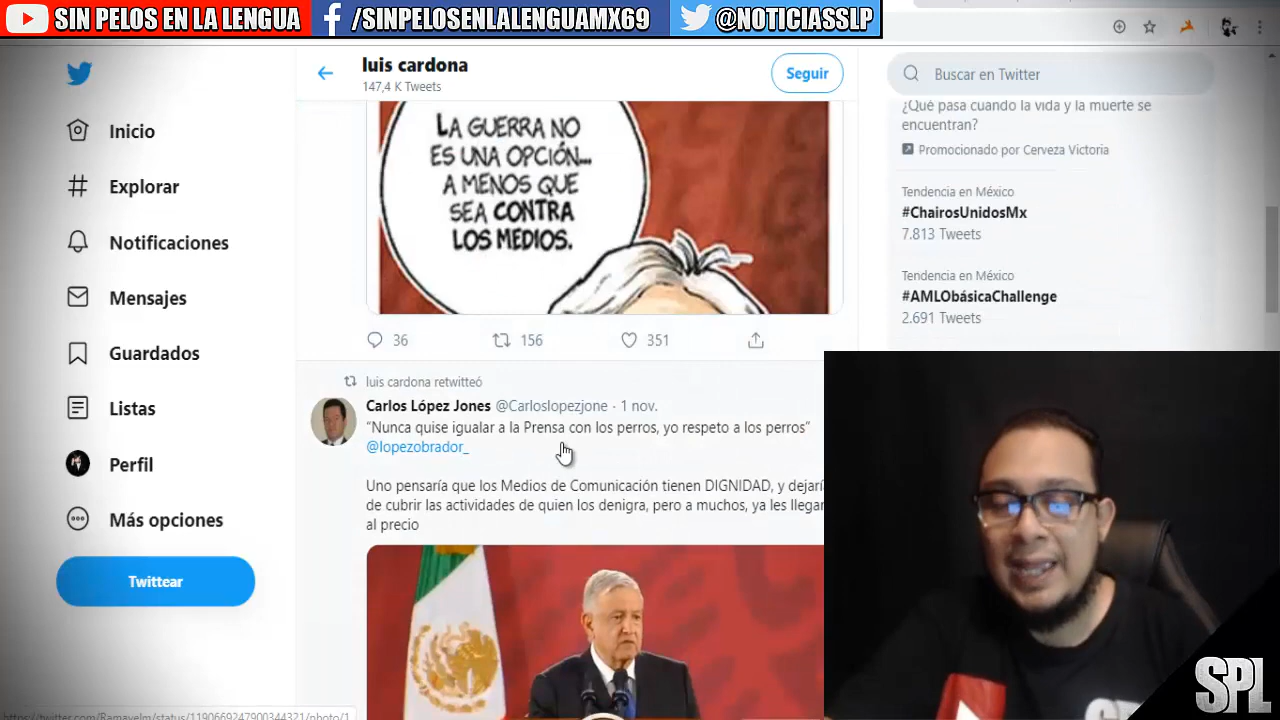 SIN PELOS EN LA LENGUA
/SINPELOSENLALENGUAMX69
@NOTICIASSLP
luis cardona
147,4 K Tweets
Seguir
Buscar en Twitter
Inicio
Explorar
Notificaciones
Mensajes
Guardados
Listas
Perfil
Más opciones
Twittear
LA GUERRA NO
ES UNA OPCIÓN...
A MENOS QUE
SEA CONTRA
LOS MEDIOS.
36
156
351
luis cardona retwitteó
Carlos López Jones @Carloslopezjone · 1 nov.
“Nunca quise igualar a la Prensa con los perros, yo respeto a los perros”
@lopezobrador_
Uno pensaría que los Medios de Comunicación tienen DIGNIDAD, y dejaría
de cubrir las actividades de quien los denigra, pero a muchos, ya les llegar
al precio
¿Qué pasa cuando la vida y la muerte se
encuentran?
Promocionado por Cerveza Victoria
Tendencia en México
#ChairosUnidosMx
7.813 Tweets
Tendencia en México
#AMLObásicaChallenge
2.691 Tweets
SPL